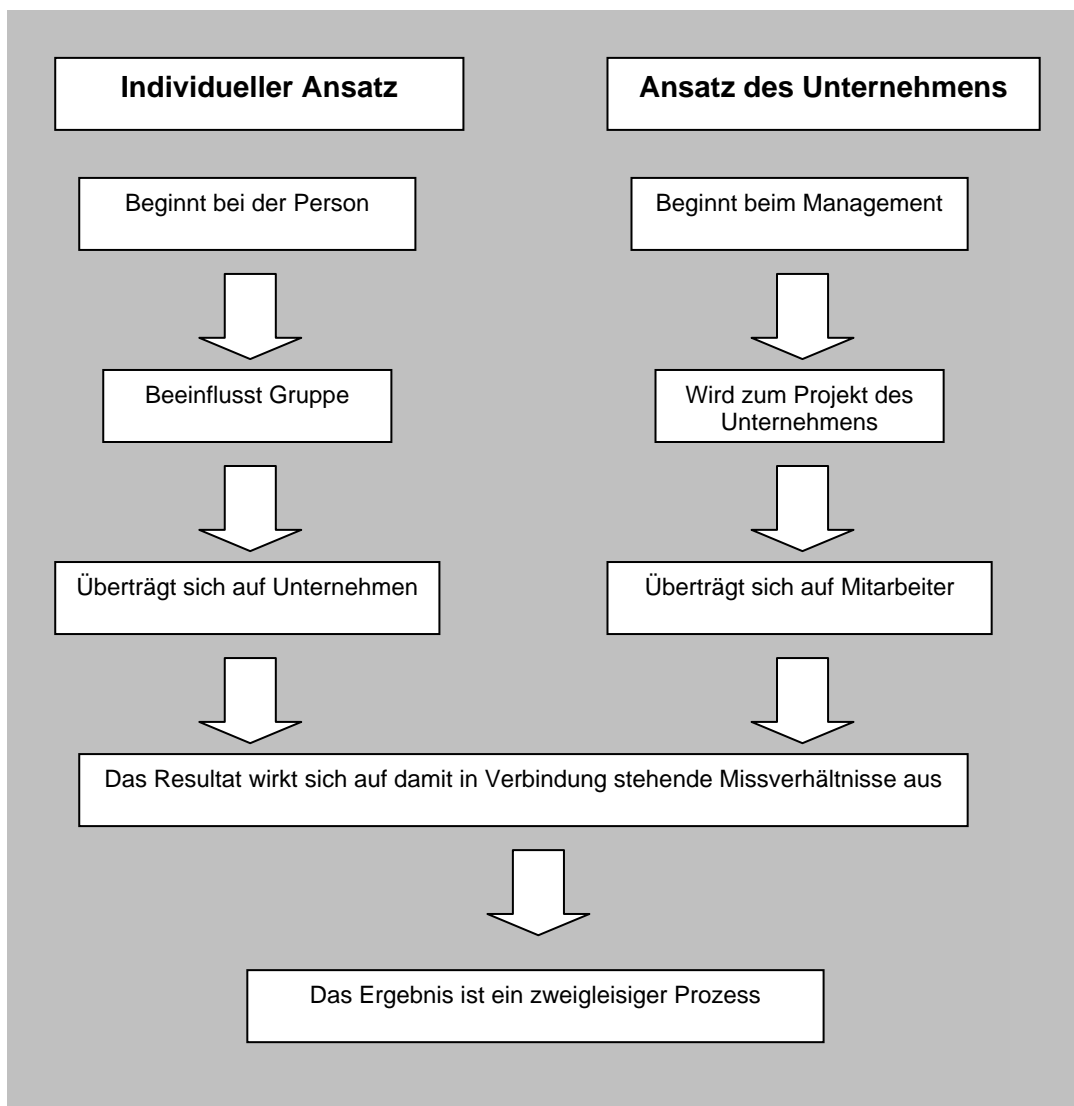 Individueller Ansatz
Ansatz des Unternehmens
Beginnt bei der Person
Beginnt beim Management
Beeinflusst Gruppe
Wird zum Projekt des
Unternehmens
Überträgt sich auf Unternehmen
Überträgt sich auf Mitarbeiter
Das Resultat wirkt sich auf damit in Verbindung stehende Missverhältnisse aus
Das Ergebnis ist ein zweigleisiger Prozess